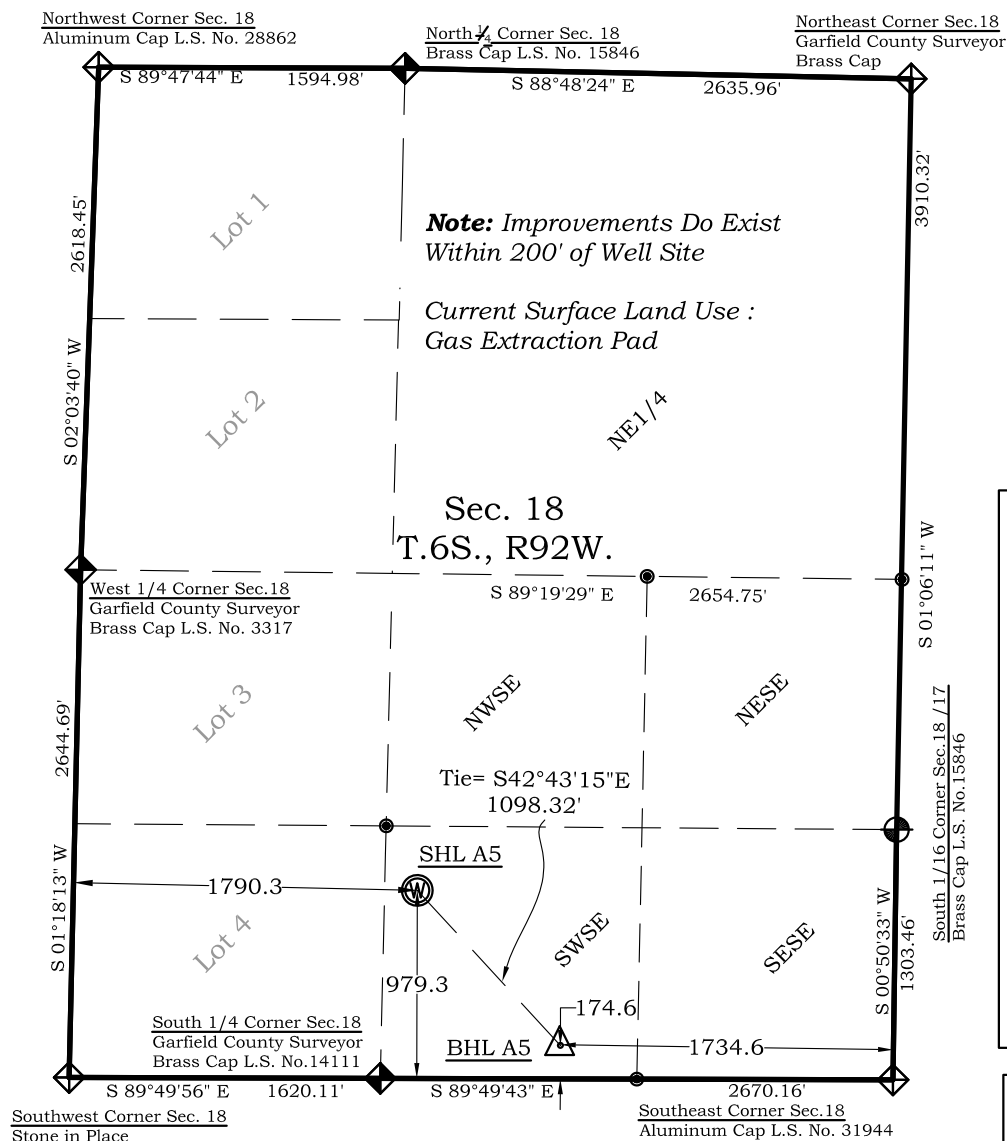 Northwest Corner Sec. 18
Aluminum Cap L.S. No. 28862
North 1/4 Corner Sec. 18
Brass Cap L.S. No. 15846
Northeast Corner Sec.18
Garfield County Surveyor
Brass Cap
S 89°47'44" E 1594.98'
S 88°48'24" E 2635.96'
2618.45'
S 02°03'40" W
3910.32'
S 01°06'11" W
Lot 1
Note: Improvements Do Exist
Within 200' of Well Site
Current Surface Land Use :
Gas Extraction Pad
Lot 2
NE1/4
Sec. 18
T.6S., R92W.
S 89°19'29" E 2654.75'
West 1/4 Corner Sec.18
Garfield County Surveyor
Brass Cap L.S. No. 3317
2644.69'
S 01°18'13" W
Lot 3
NWSE
NESE
South 1/16 Corner Sec.18 /17
Brass Cap L.S. No.15846
Tie= S42°43'15"E
1098.32'
SHL A5
W
1790.3
Lot 4
979.3
SWSE
SESE
S 00°50'33" W
1303.46'
174.6
BHL A5
1734.6
South 1/4 Corner Sec.18
Garfield County Surveyor
Brass Cap L.S. No.14111
S 89°49'56" E 1620.11'
S 89°49'43" E 2670.16'
Southwest Corner Sec. 18
Stone in Place
Southeast Corner Sec.18
Aluminum Cap L.S. No. 31944